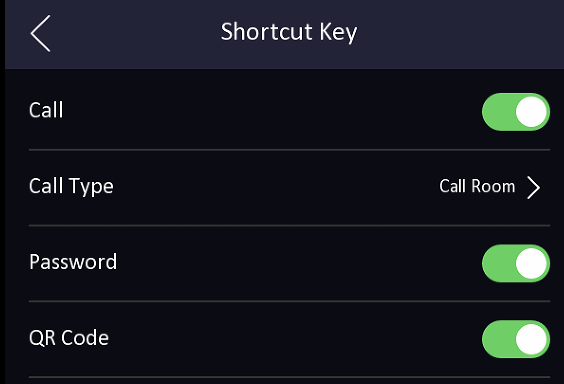 Shortcut Key
Call
Call Type Call Room
Password
QR Code